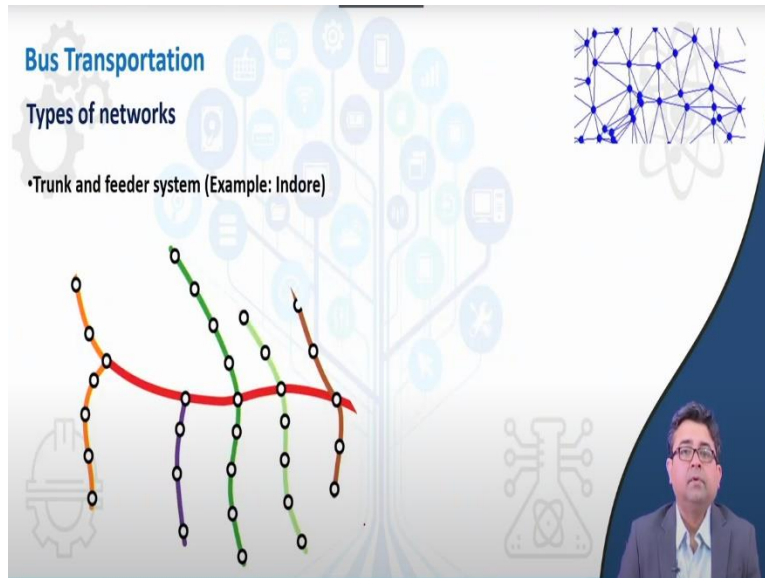 Bus Transportation
Types of networks
•Trunk and feeder system (Example: Indore)